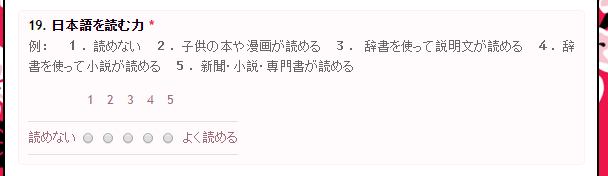 19. 日本語を読む力 *
例：　１．読めない　２．子供の本や漫画が読める　３．辞書を使って説明文が読める　４．辞
書を使って小説が読める　５．新聞・小説・専門書が読める
1 2 3 4 5
読めない よく読める